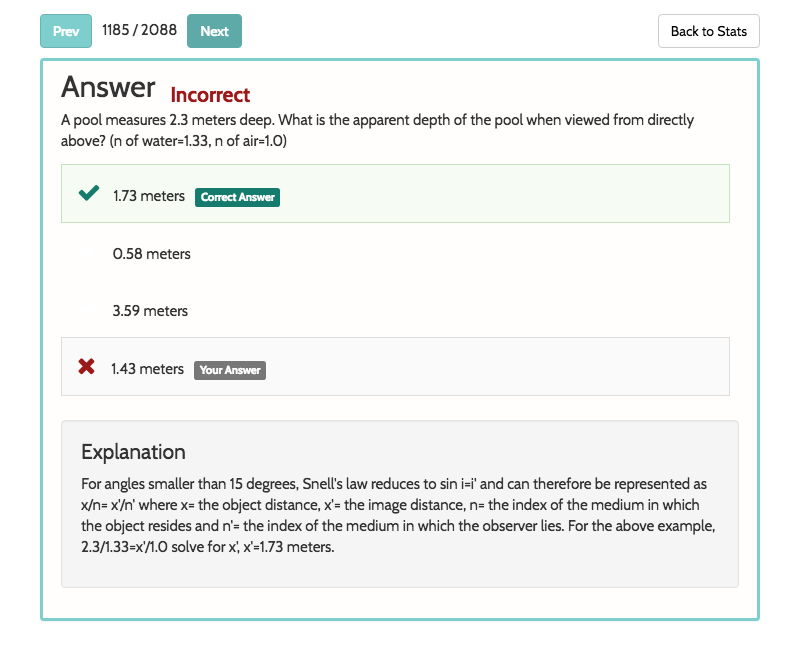 Prev 1185 / 2088 Next Back to Stats
Answer Incorrect
A pool measures 2.3 meters deep. What is the apparent depth of the pool when viewed from directly
above? (n of water=1.33, n of air=1.0)
1.73 meters Correct Answer
0.58 meters
3.59 meters
1.43 meters Your Answer
Explanation
For angles smaller than 15 degrees, Snell's law reduces to sin i=i' and can therefore be represented as
x/n= x'/n' where x= the object distance, x'= the image distance, n= the index of the medium in which
the object resides and n'= the index of the medium in which the observer lies. For the above example,
2.3/1.33=x'/1.0 solve for x', x'=1.73 meters.